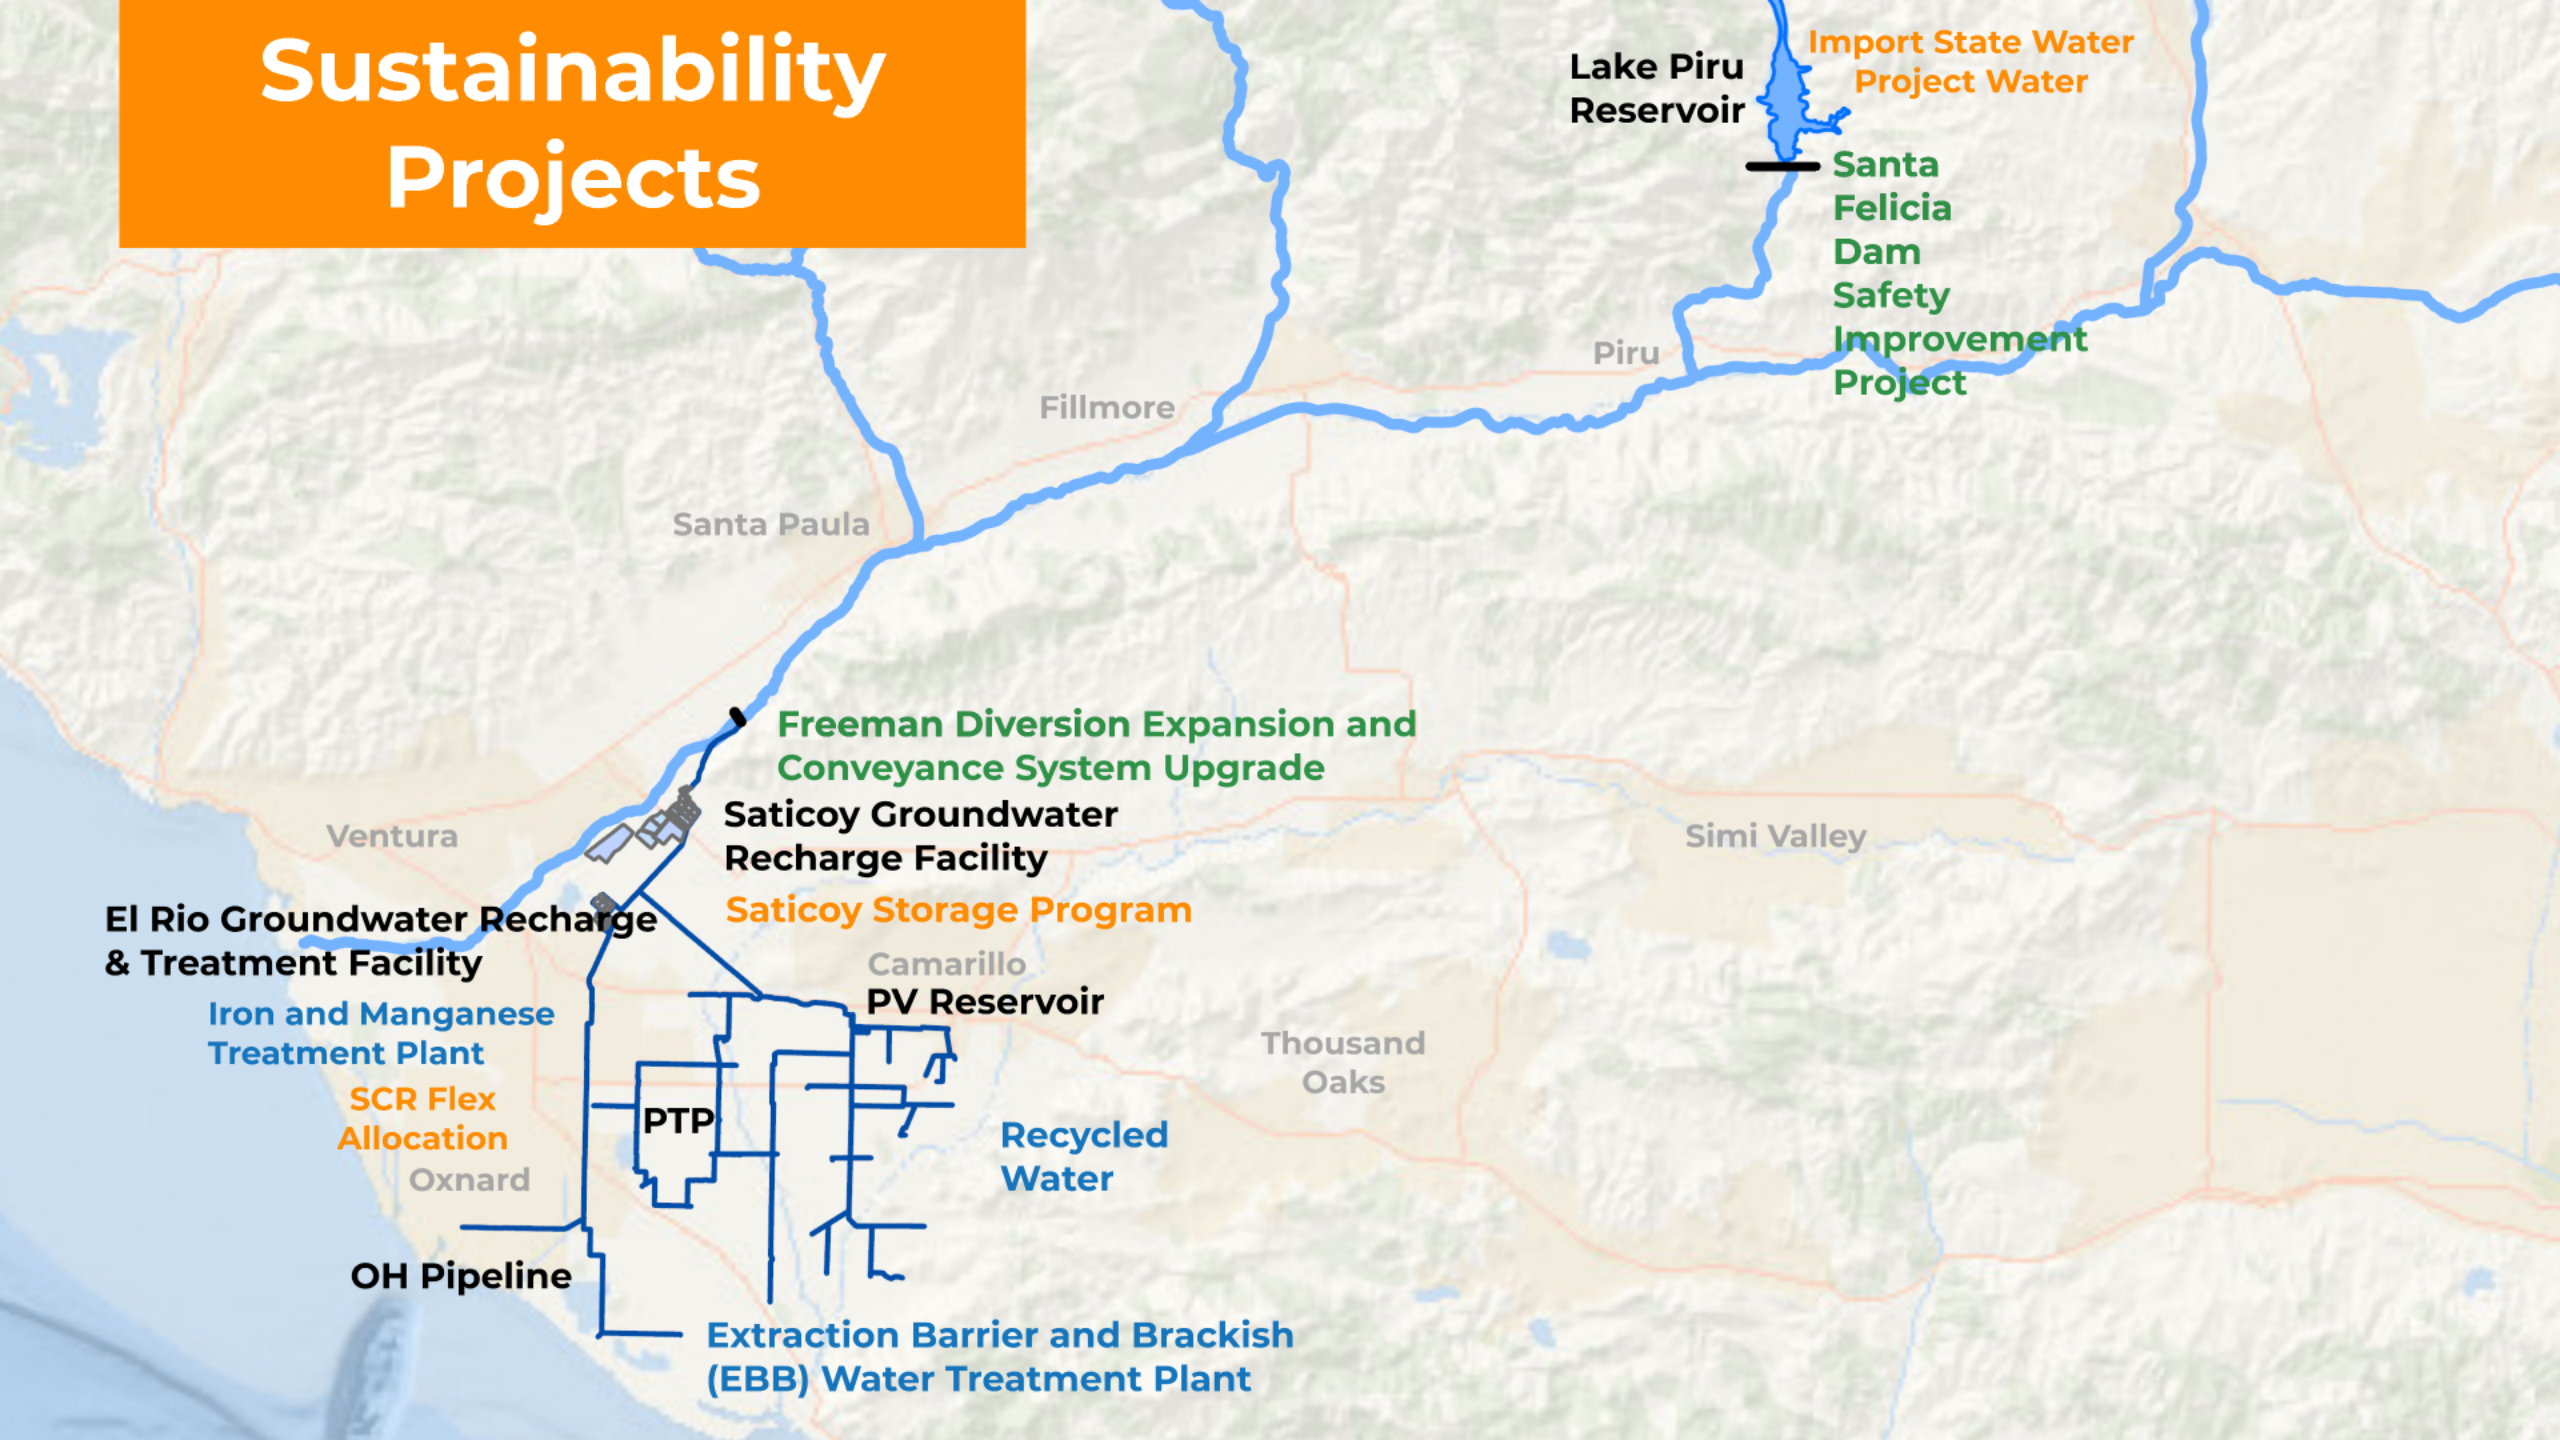 Sustainability
Projects
Lake Piru
Reservoir
Import State Water
Project Water
Santa
Felicia
Dam
Safety
Improvement
Project
Piru
Fillmore
Santa Paula
Freeman Diversion Expansion and
Conveyance System Upgrade
Saticoy Groundwater
Recharge Facility
Ventura
Simi Valley
El Rio Groundwater Recharge
& Treatment Facility
Saticoy Storage Program
Camarillo
PV Reservoir
Iron and Manganese
Treatment Plant
Thousand
Oaks
SCR Flex
Allocation
PTP
Recycled
Water
Oxnard
OH Pipeline
Extraction Barrier and Brackish
(EBB) Water Treatment Plant